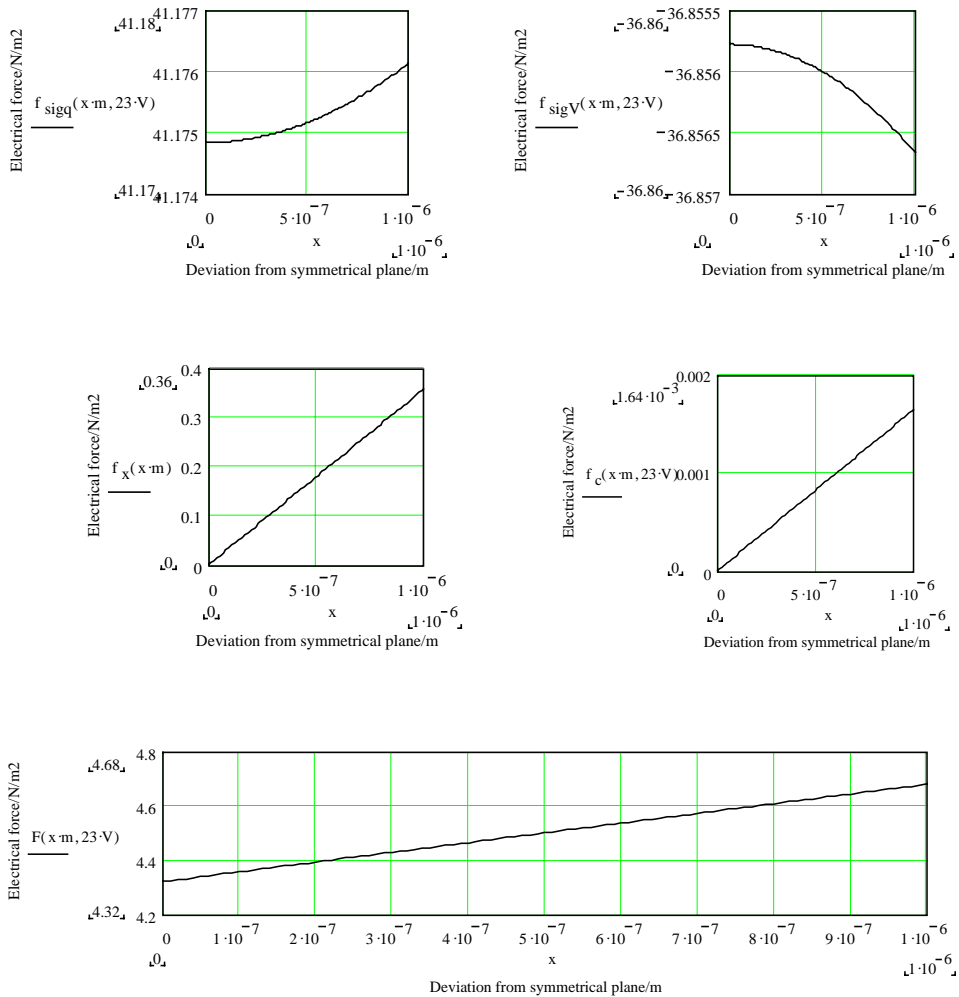 41.177
41.18
41.176
41.175
41.174
41.17
Electrical force/N/m2
f sigq(x·m, 23·V)
0 5·10⁻⁷ 1·10⁻⁶
0 x 1·10⁻⁶
Deviation from symmetrical plane/m
−36.8555
−36.86
−36.856
−36.8565
−36.857
−36.86
Electrical force/N/m2
f sigV(x·m, 23·V)
0 5·10⁻⁷ 1·10⁻⁶
0 x 1·10⁻⁶
Deviation from symmetrical plane/m
0.4
0.36
0.3
0.2
0.1
0
0
Electrical force/N/m2
f x(x·m)
0 5·10⁻⁷ 1·10⁻⁶
0 x 1·10⁻⁶
Deviation from symmetrical plane/m
0.002
1.64·10⁻³
0.001
0
0
Electrical force/N/m2
f c(x·m, 23·V)
0 5·10⁻⁷ 1·10⁻⁶
0 x 1·10⁻⁶
Deviation from symmetrical plane/m
4.8
4.68
4.6
4.4
4.32
4.2
Electrical force/N/m2
F(x·m, 23·V)
0 1·10⁻⁷ 2·10⁻⁷ 3·10⁻⁷ 4·10⁻⁷ 5·10⁻⁷ 6·10⁻⁷ 7·10⁻⁷ 8·10⁻⁷ 9·10⁻⁷ 1·10⁻⁶
0 x 1·10⁻⁶
Deviation from symmetrical plane/m